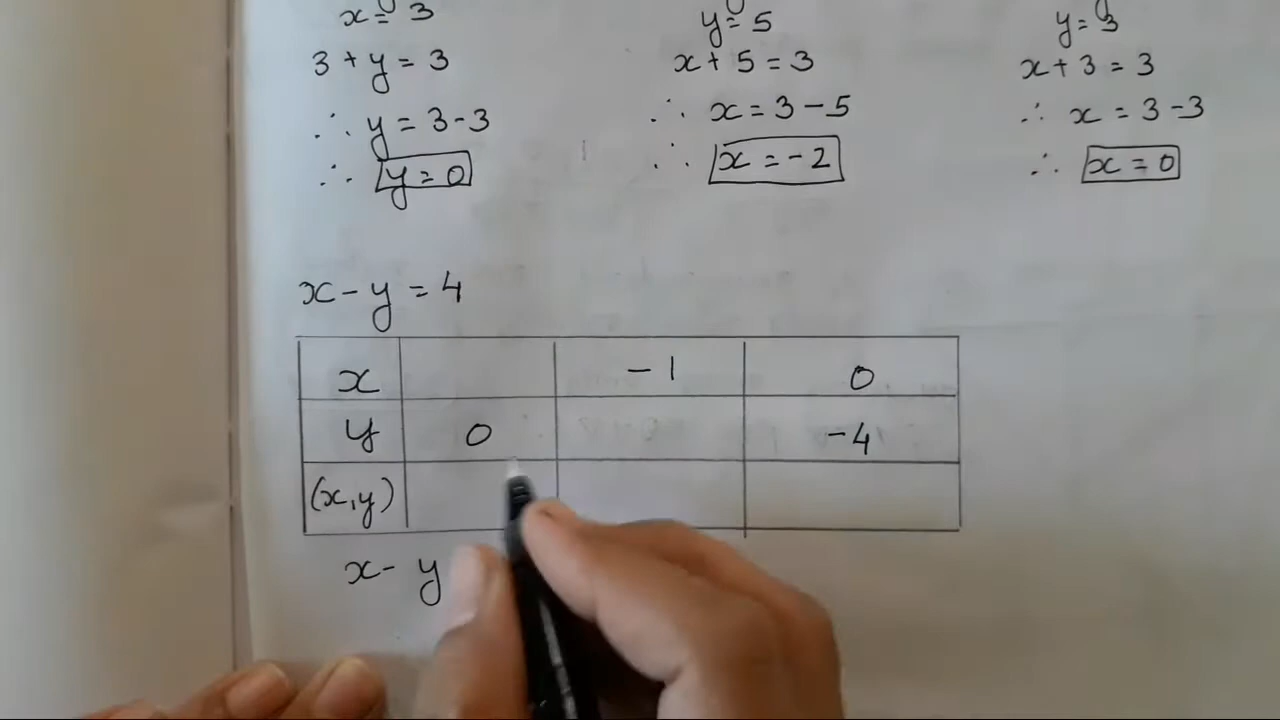 x = 3
3 + y = 3
∴ y = 3 - 3
∴ y = 0
y = 5
x + 5 = 3
∴ x = 3 - 5
∴ x = -2
y = 3
x + 3 = 3
∴ x = 3 - 3
∴ x = 0
x - y = 4
x -1 0
y 0 -4
(x,y)
x - y